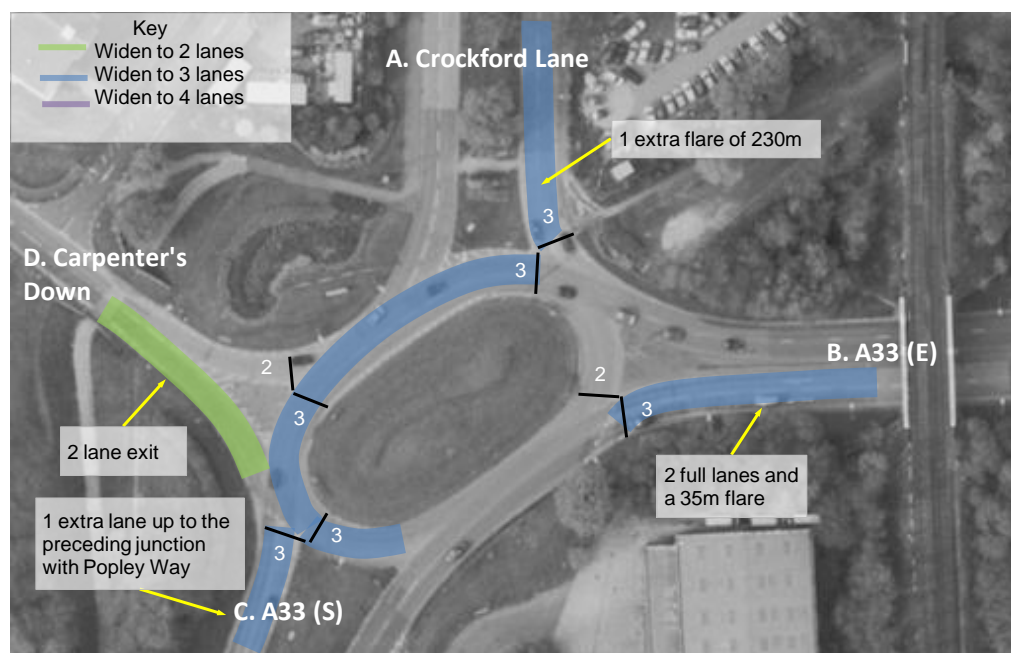 Key
Widen to 2 lanes
Widen to 3 lanes
Widen to 4 lanes
A. Crockford Lane
1 extra flare of 230m
3
3
D. Carpenter's
Down
B. A33 (E)
2
2
3
3
2 lane exit
2 full lanes and
a 35m flare
1 extra lane up to the
preceding junction
with Popley Way
3
3
C. A33 (S)